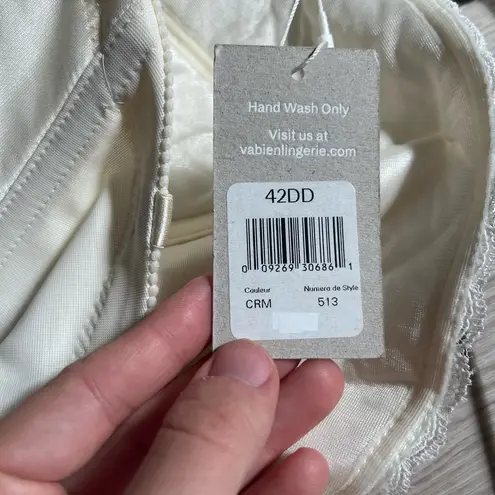 Hand Wash Only
Visit us at
vabienlingerie.com
42DD
0 09269 30686 1
Couleur Numero de Style
CRM 513